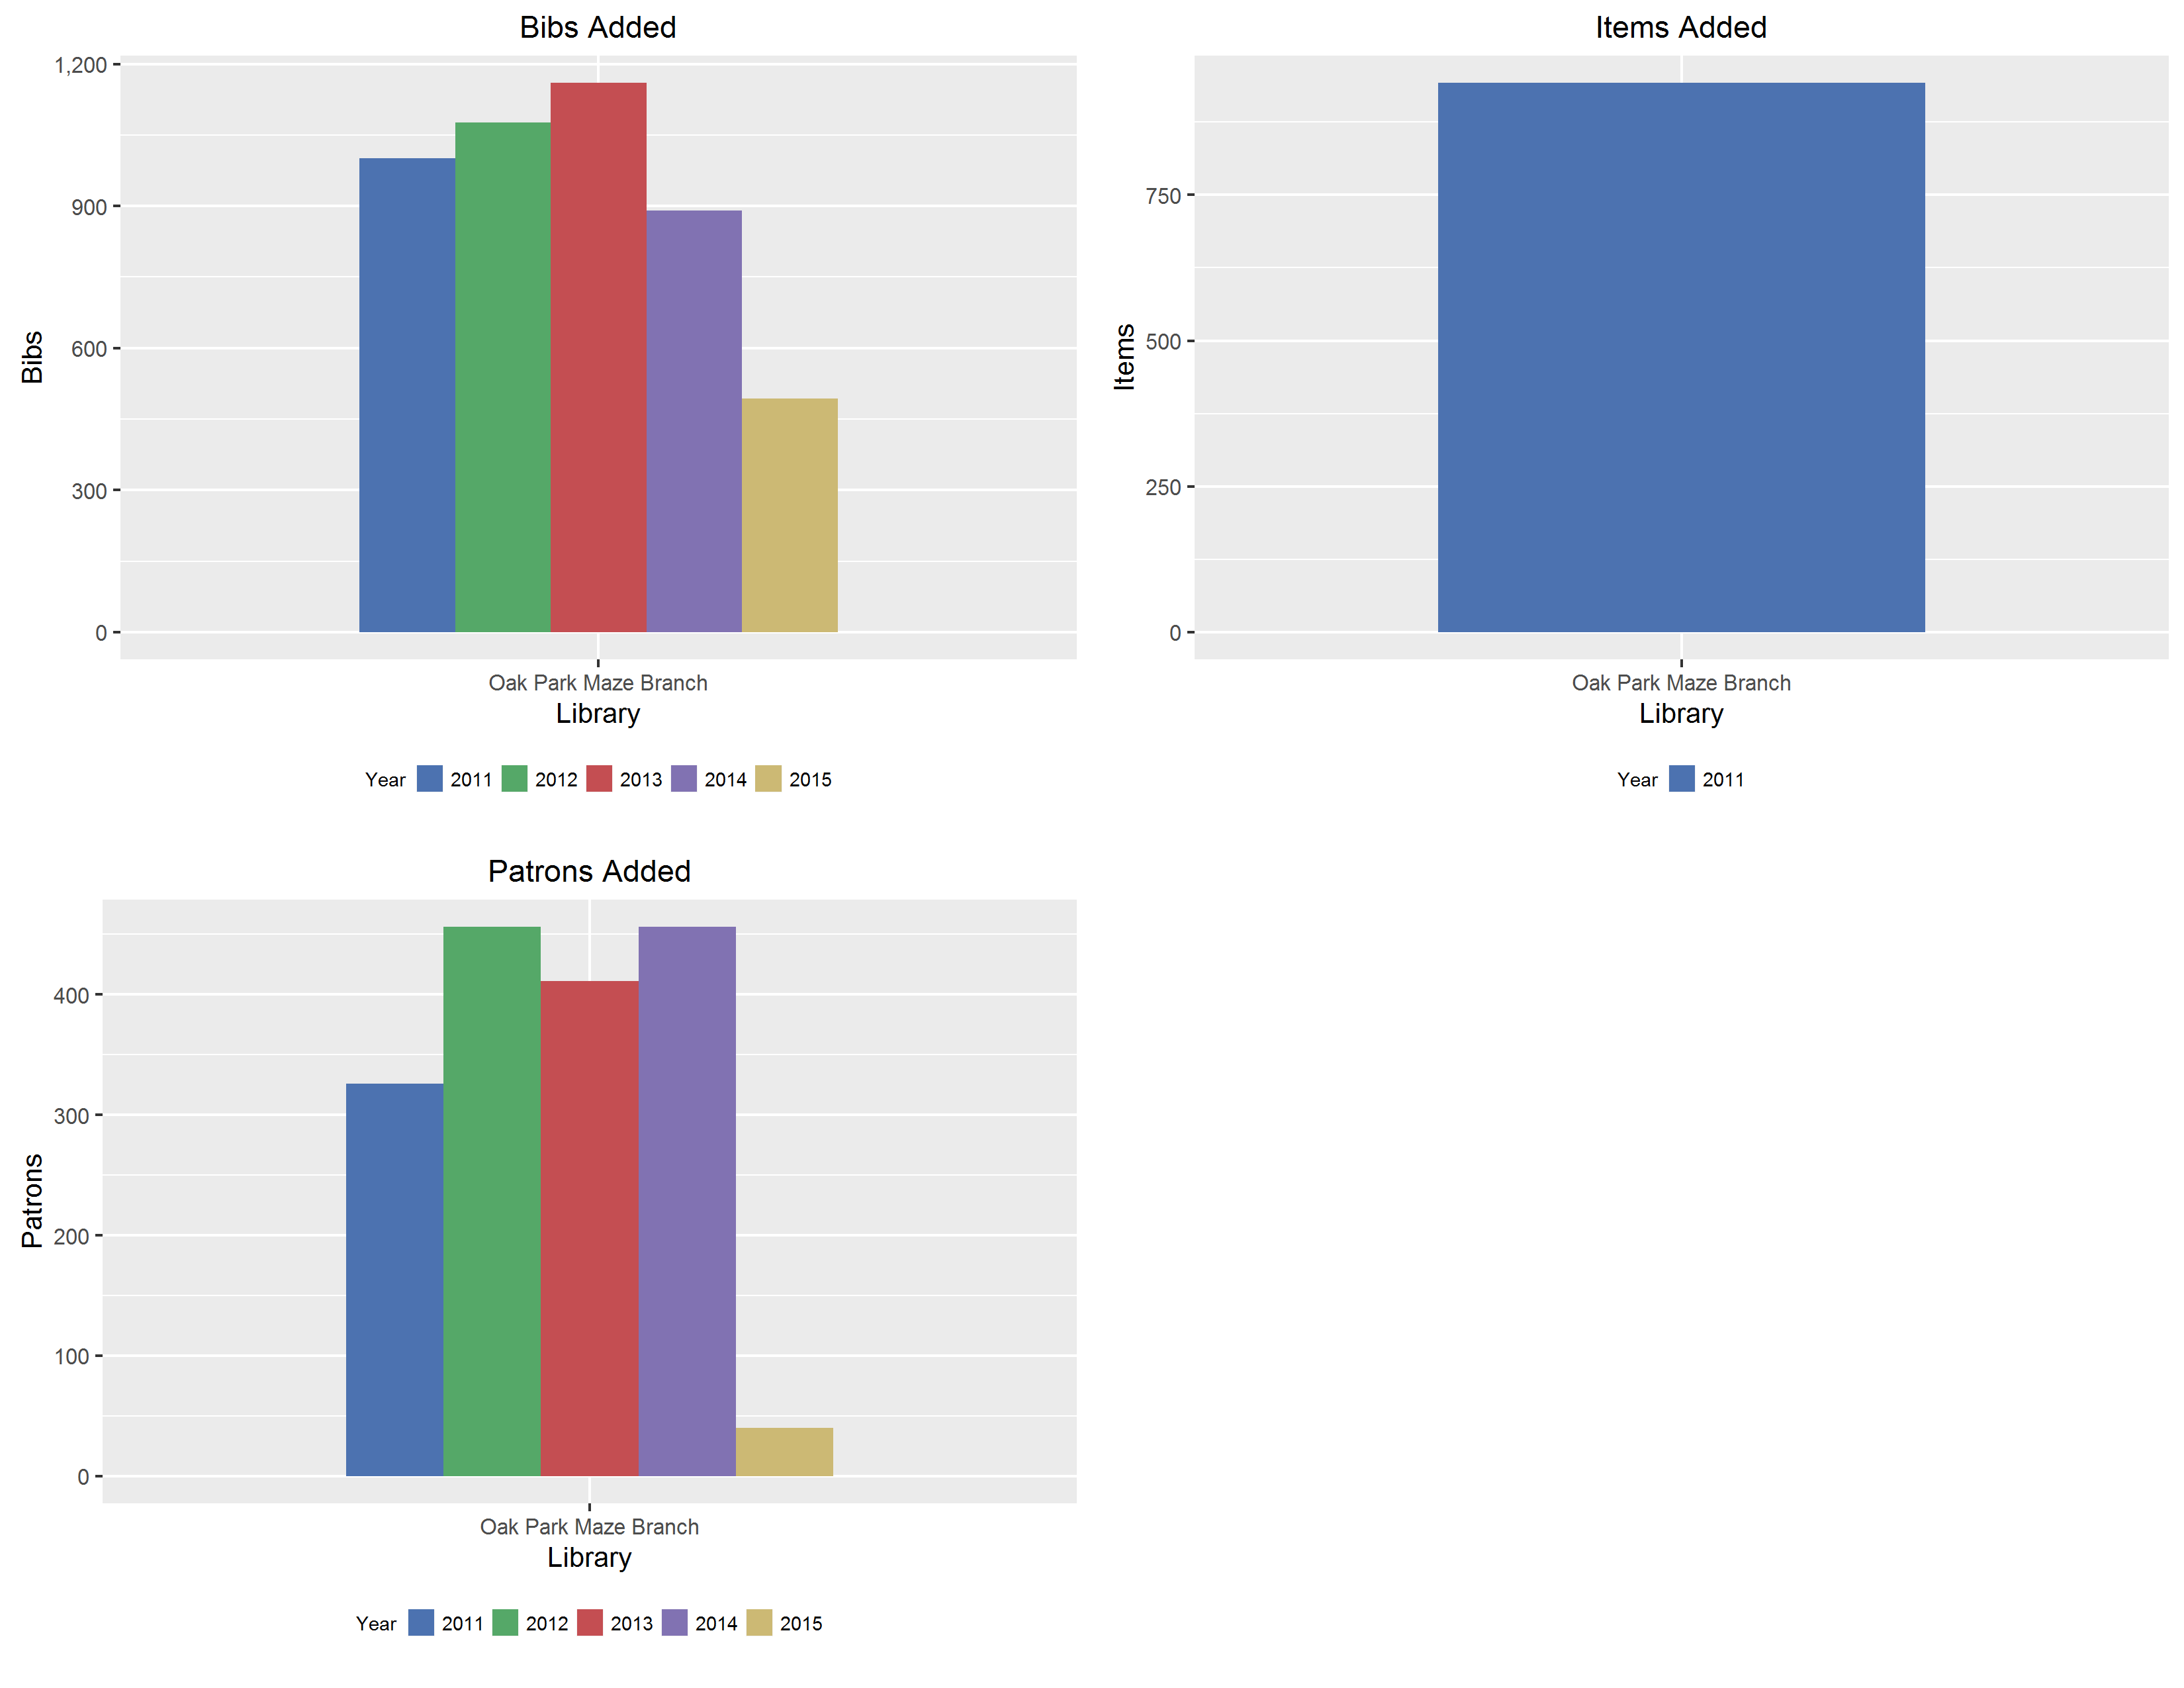 Bibs Added
1,200
900
600
300
0
Bibs
Oak Park Maze Branch
Library
Year 2011 2012 2013 2014 2015
Items Added
750
500
250
0
Items
Oak Park Maze Branch
Library
Year 2011
Patrons Added
400
300
200
100
0
Patrons
Oak Park Maze Branch
Library
Year 2011 2012 2013 2014 2015